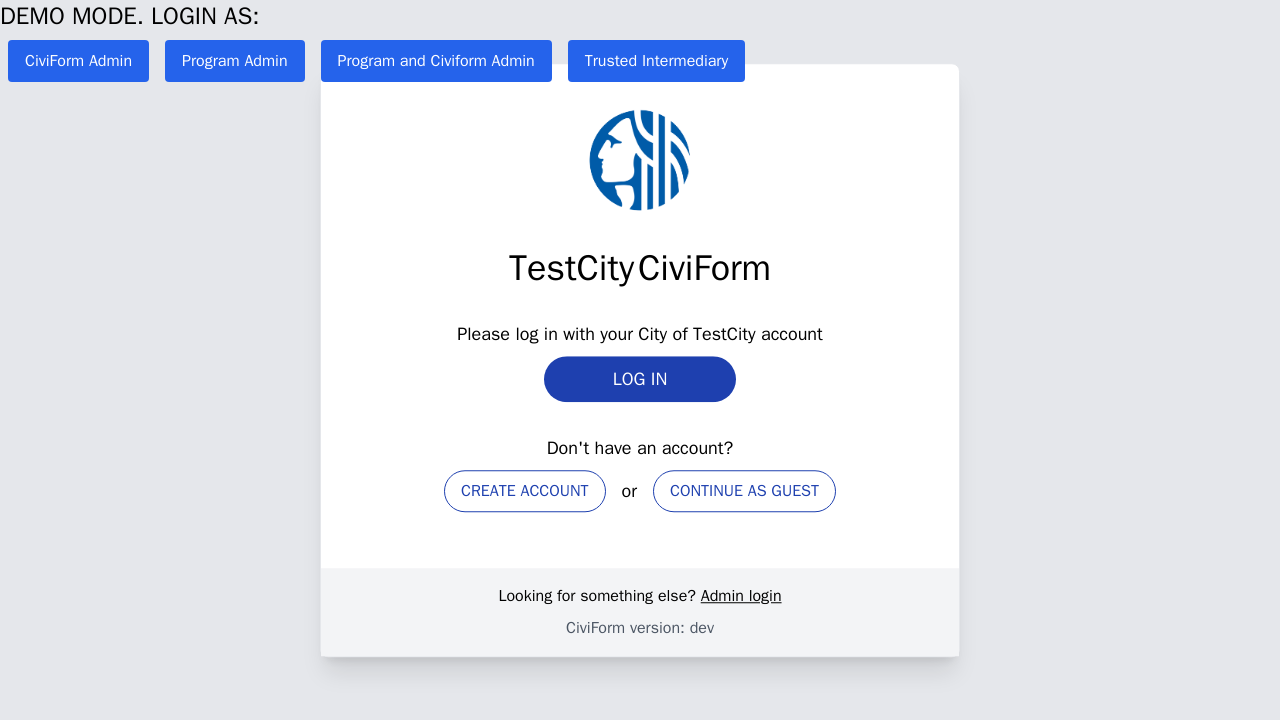 DEMO MODE. LOGIN AS:
CiviForm Admin Program Admin Program and Civiform Admin Trusted Intermediary
TestCity CiviForm
Please log in with your City of TestCity account
LOG IN
Don't have an account?
CREATE ACCOUNT or CONTINUE AS GUEST
Looking for something else? Admin login
CiviForm version: dev